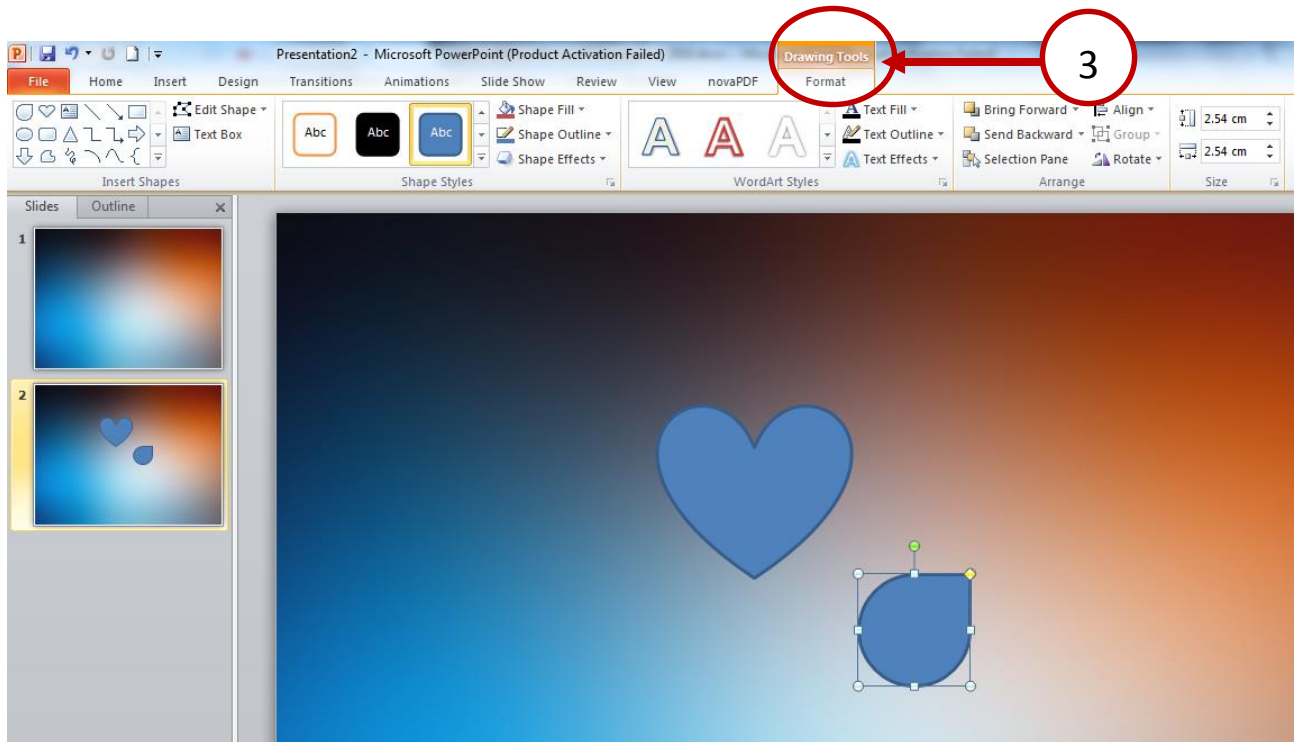 Presentation2 - Microsoft PowerPoint (Product Activation Failed)
Drawing Tools
3
File Home Insert Design Transitions Animations Slide Show Review View novaPDF Format
Edit Shape
Text Box
Insert Shapes
Abc Abc Abc
Shape Fill
Shape Outline
Shape Effects
Shape Styles
A A A
Text Fill
Text Outline
Text Effects
WordArt Styles
Bring Forward Align
Send Backward Group
Selection Pane Rotate
Arrange
2.54 cm
2.54 cm
Size
Slides Outline
1
2